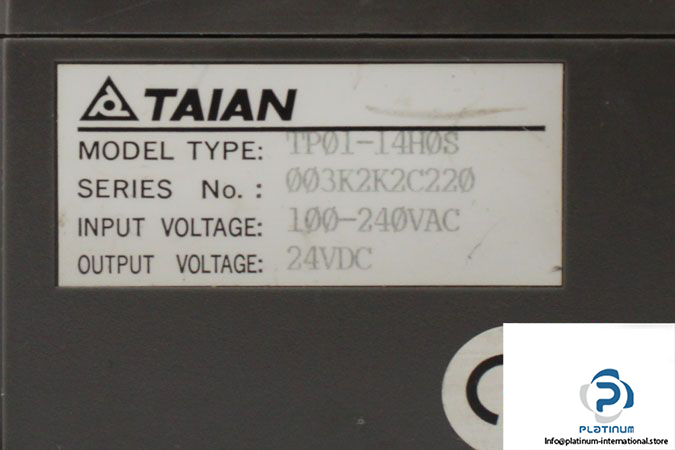 TAIAN
MODEL TYPE: TP01-14H0S
SERIES No. : 003K2K2C220
INPUT VOLTAGE: 100-240VAC
OUTPUT VOLTAGE: 24VDC
PLATINUM
Info@platinum-international.store